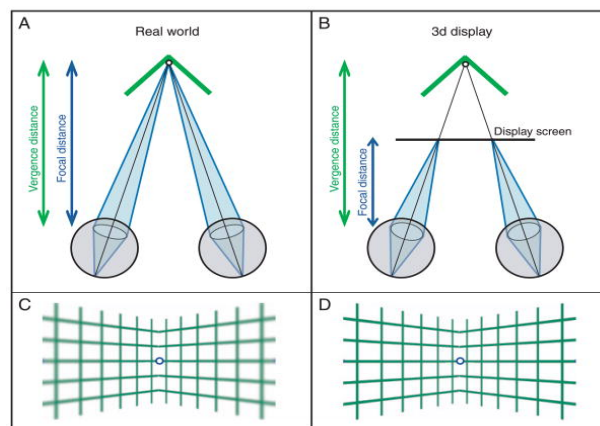 A
Real world
Vergence distance
Focal distance
B
3d display
Vergence distance
Focal distance
Display screen
C
D